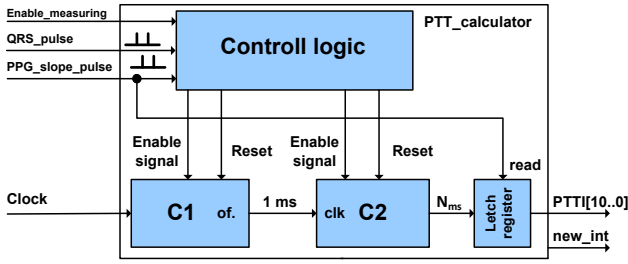 Enable_measuring
QRS_pulse
PPG_slope_pulse
Controll logic
PTT_calculator
Enable signal
Reset
Enable signal
Reset
read
Clock
C1 of.
1 ms
clk C2
Nms
Letch register
PTTI[10..0]
new_int